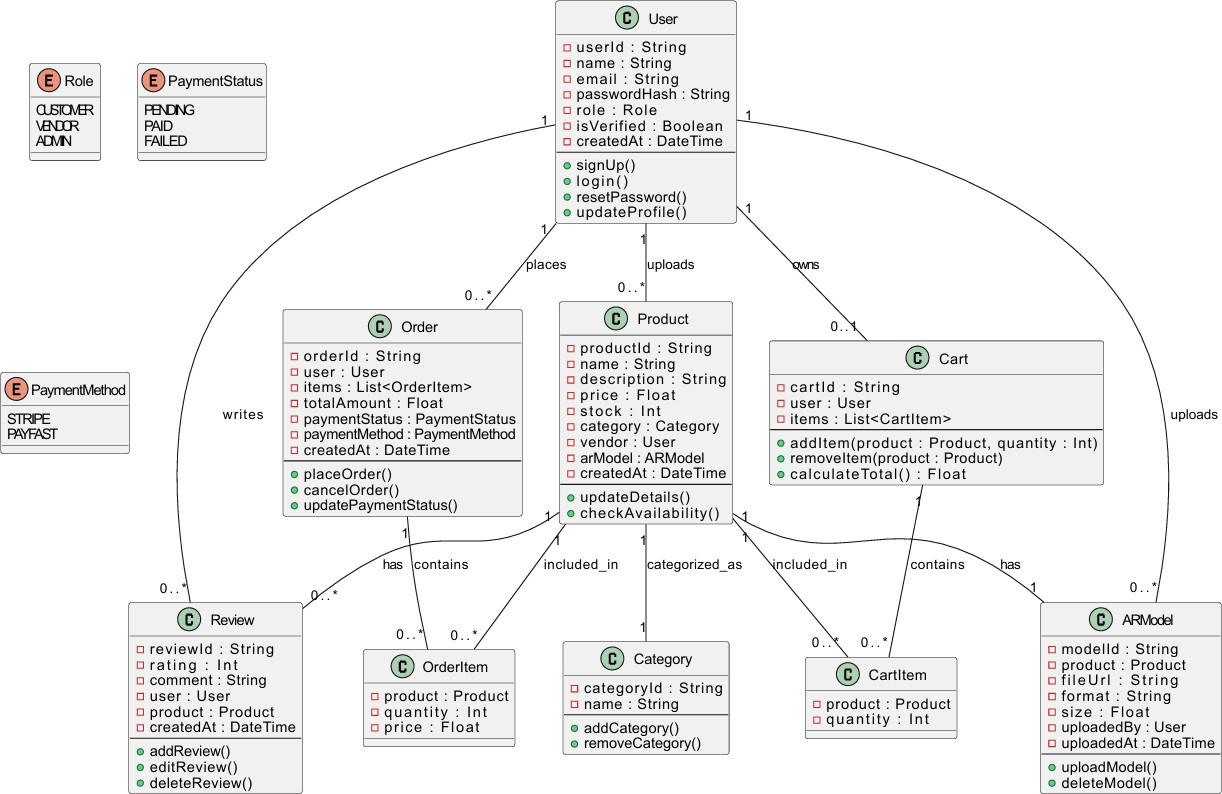 C User
userId : String
name : String
email : String
passwordHash : String
role : Role
isVerified : Boolean
createdAt : DateTime
signUp()
login()
resetPassword()
updateProfile()
E Role
CUSTOMER
VENDOR
ADMIN
E PaymentStatus
PENDING
PAID
FAILED
1
1
1
1
1
places
uploads
owns
0..*
0..*
0..1
C Order
orderId : String
user : User
items : List<OrderItem>
totalAmount : Float
paymentStatus : PaymentStatus
paymentMethod : PaymentMethod
createdAt : DateTime
placeOrder()
cancelOrder()
updatePaymentStatus()
C Product
productId : String
name : String
description : String
price : Float
stock : Int
category : Category
vendor : User
arModel : ARModel
createdAt : DateTime
updateDetails()
checkAvailability()
C Cart
cartId : String
user : User
items : List<CartItem>
addItem(product : Product, quantity : Int)
removeItem(product : Product)
calculateTotal() : Float
E PaymentMethod
STRIPE
PAYFAST
writes
uploads
1
1
1
1
1
1
1
has
contains
included_in
categorized_as
included_in
contains
has
0..*
0..*
0..*
0..*
1
0..*
0..*
1
0..*
C Review
reviewId : String
rating : Int
comment : String
user : User
product : Product
createdAt : DateTime
addReview()
editReview()
deleteReview()
C OrderItem
product : Product
quantity : Int
price : Float
C Category
categoryId : String
name : String
addCategory()
removeCategory()
C CartItem
product : Product
quantity : Int
C ARModel
modelId : String
product : Product
fileUrl : String
format : String
size : Float
uploadedBy : User
uploadedAt : DateTime
uploadModel()
deleteModel()